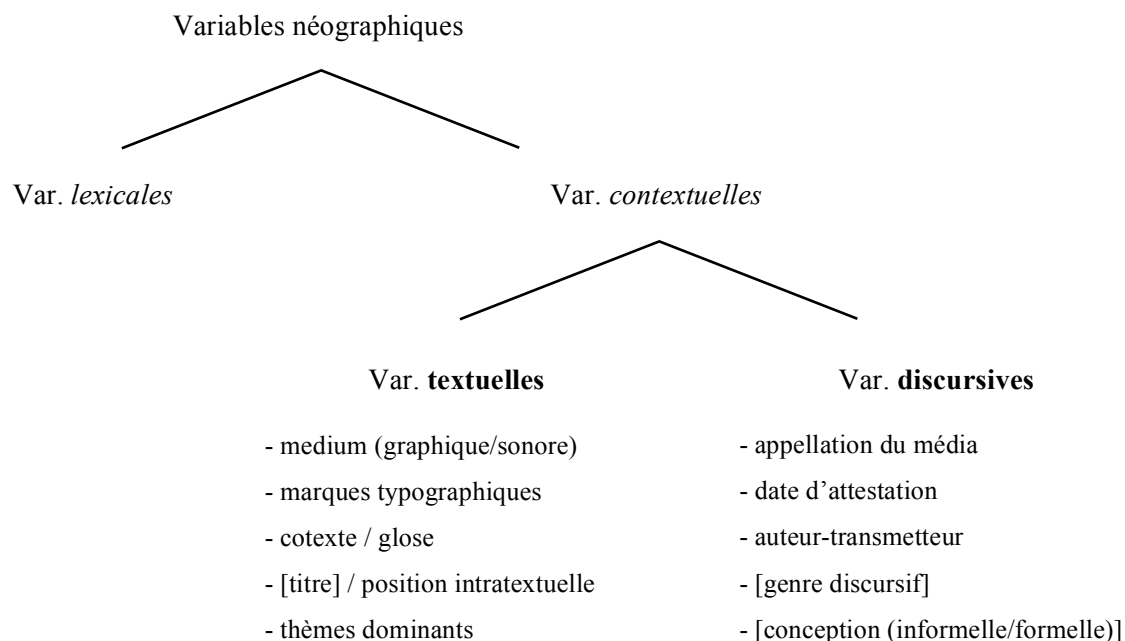 Variables néographiques
Var. lexicales
Var. contextuelles
Var. textuelles
- medium (graphique/sonore)
- marques typographiques
- cotexte / glose
- [titre] / position intratextuelle
- thèmes dominants
Var. discursives
- appellation du média
- date d’attestation
- auteur-transmetteur
- [genre discursif]
- [conception (informelle/formelle)]